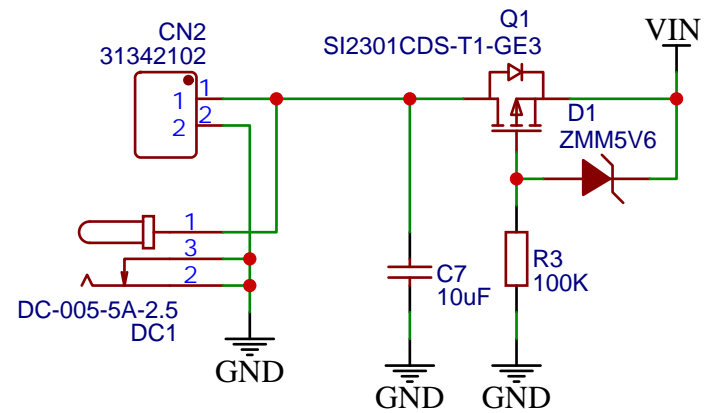 CN2
31342102
1
1
2
2
Q1
SI2301CDS-T1-GE3
VIN
D1
ZMM5V6
1
3
2
DC-005-5A-2.5
DC1
C7
10uF
R3
100K
GND
GND
GND